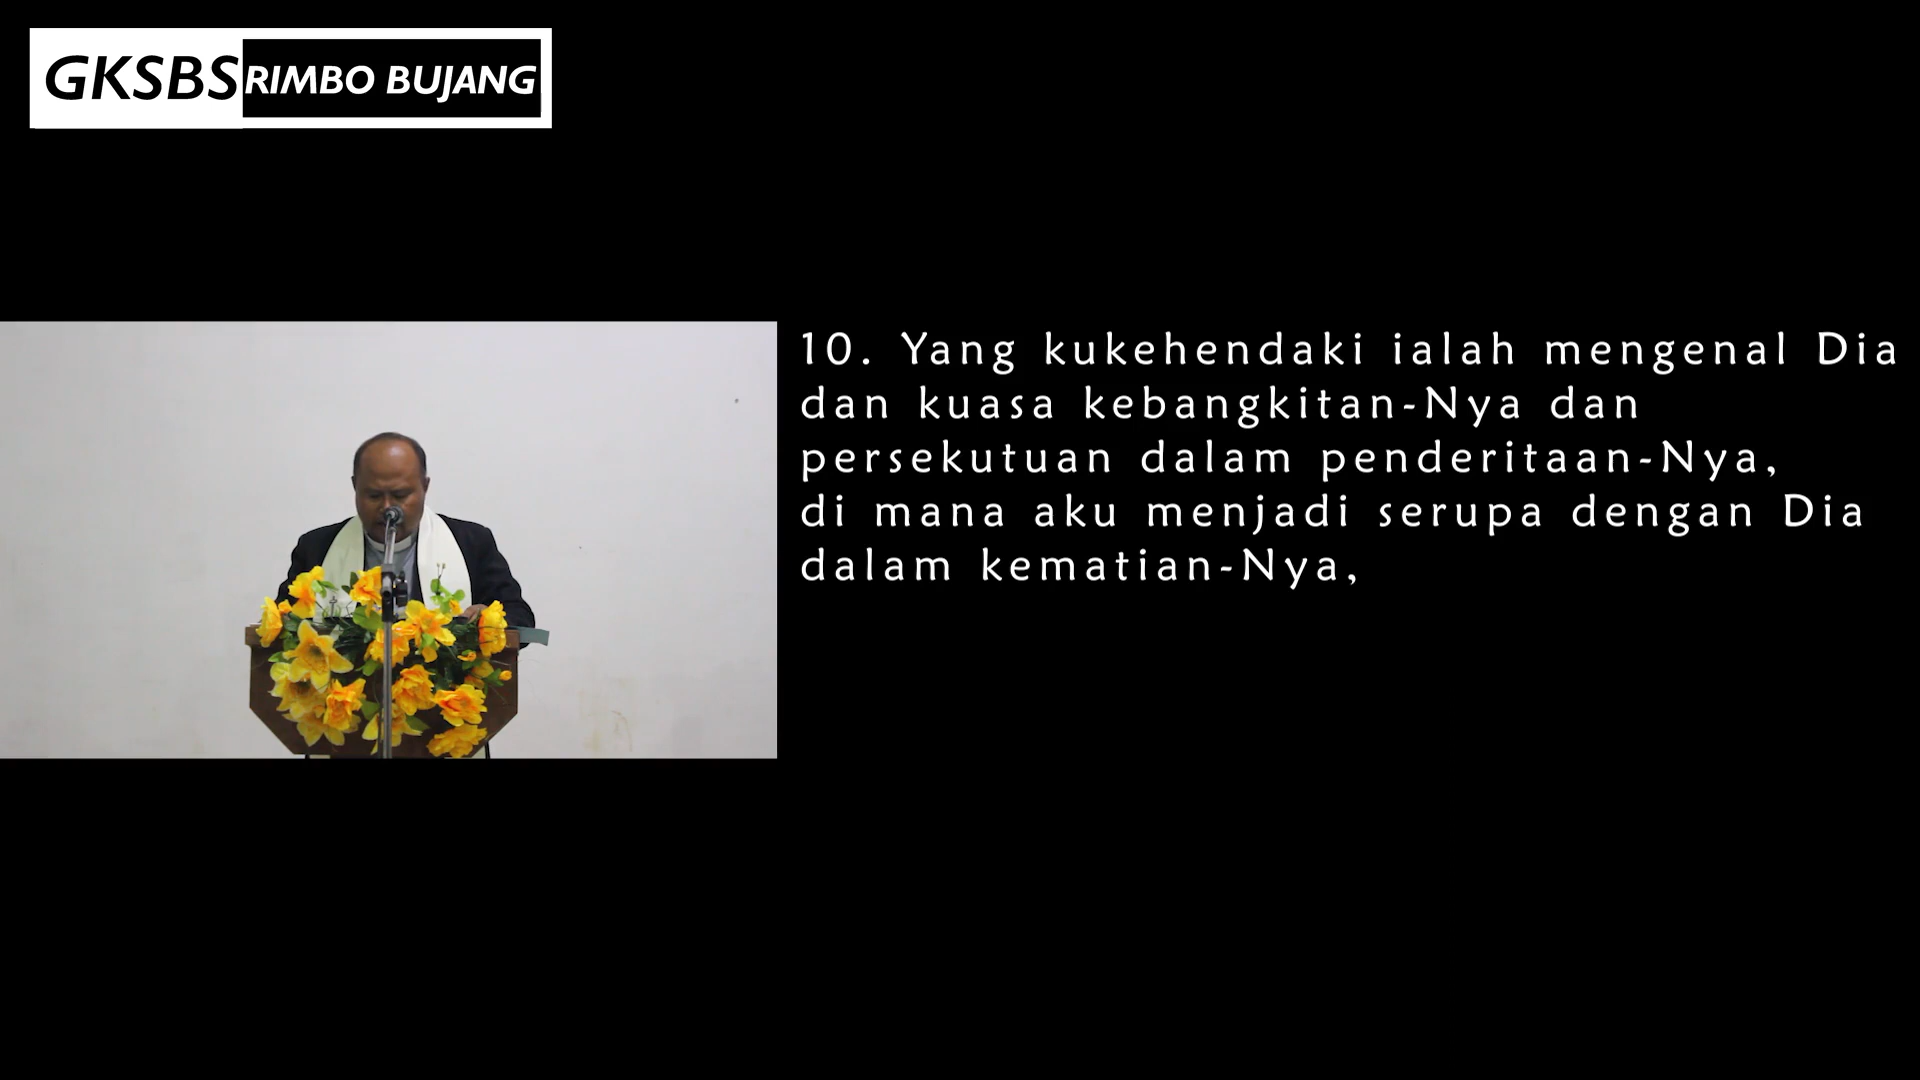 GKSBS RIMBO BUJANG
10. Yang kukehendaki ialah mengenal Dia
dan kuasa kebangkitan-Nya dan
persekutuan dalam penderitaan-Nya,
di mana aku menjadi serupa dengan Dia
dalam kematian-Nya,